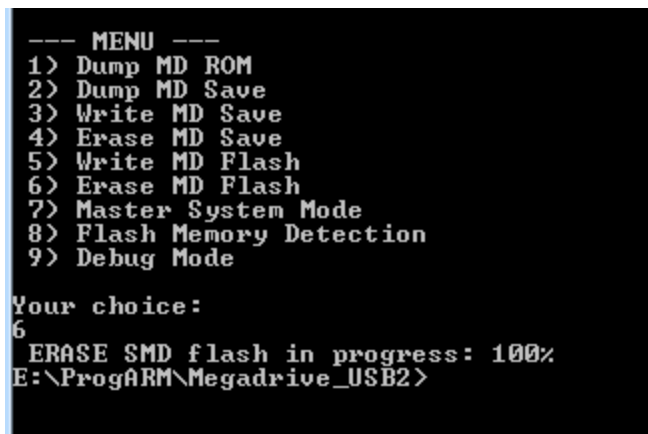 --- MENU ---
1) Dump MD ROM
2) Dump MD Save
3) Write MD Save
4) Erase MD Save
5) Write MD Flash
6) Erase MD Flash
7) Master System Mode
8) Flash Memory Detection
9) Debug Mode
Your choice:
6
ERASE SMD flash in progress: 100%
E:\ProgARM\Megadrive_USB2>